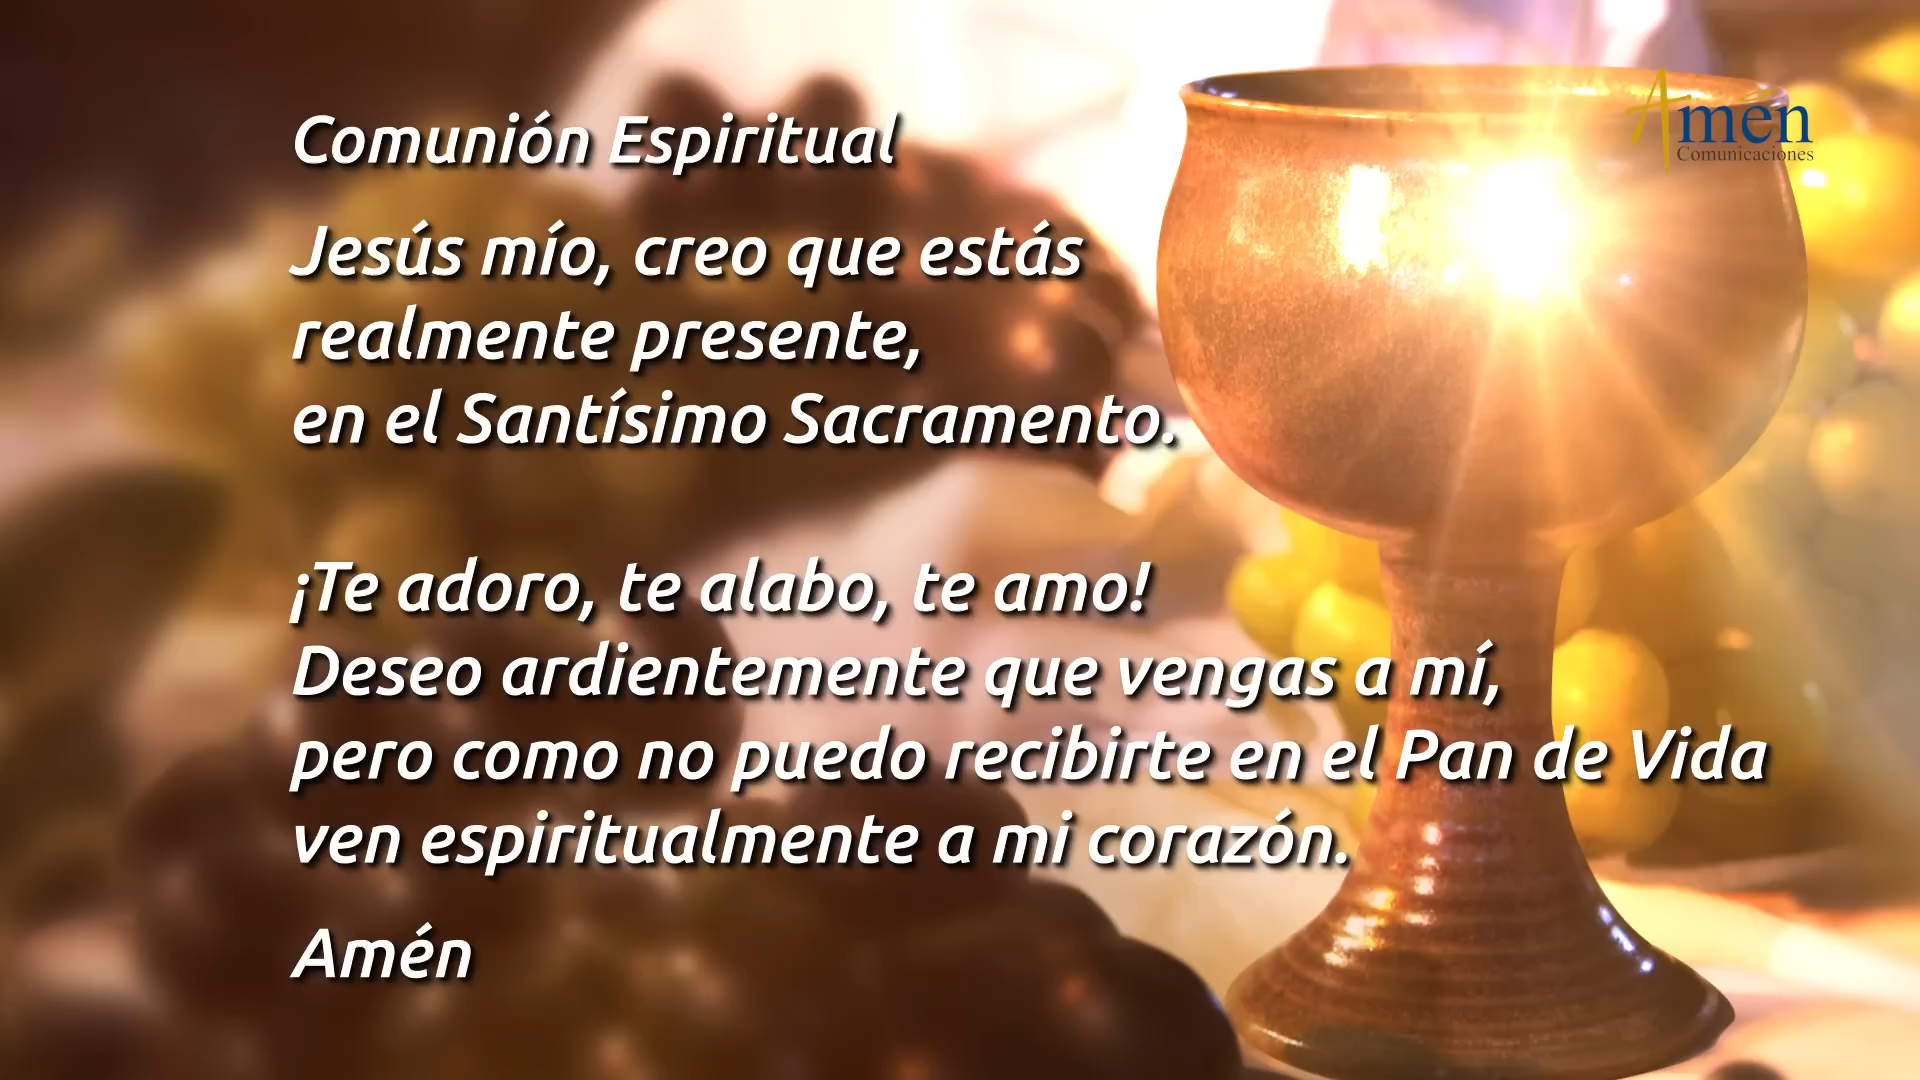 Amén
Comunicaciones
Comunión Espiritual
Jesús mío, creo que estás
realmente presente,
en el Santísimo Sacramento.
¡Te adoro, te alabo, te amo!
Deseo ardientemente que vengas a mí,
pero como no puedo recibirte en el Pan de Vida
ven espiritualmente a mi corazón.
Amén